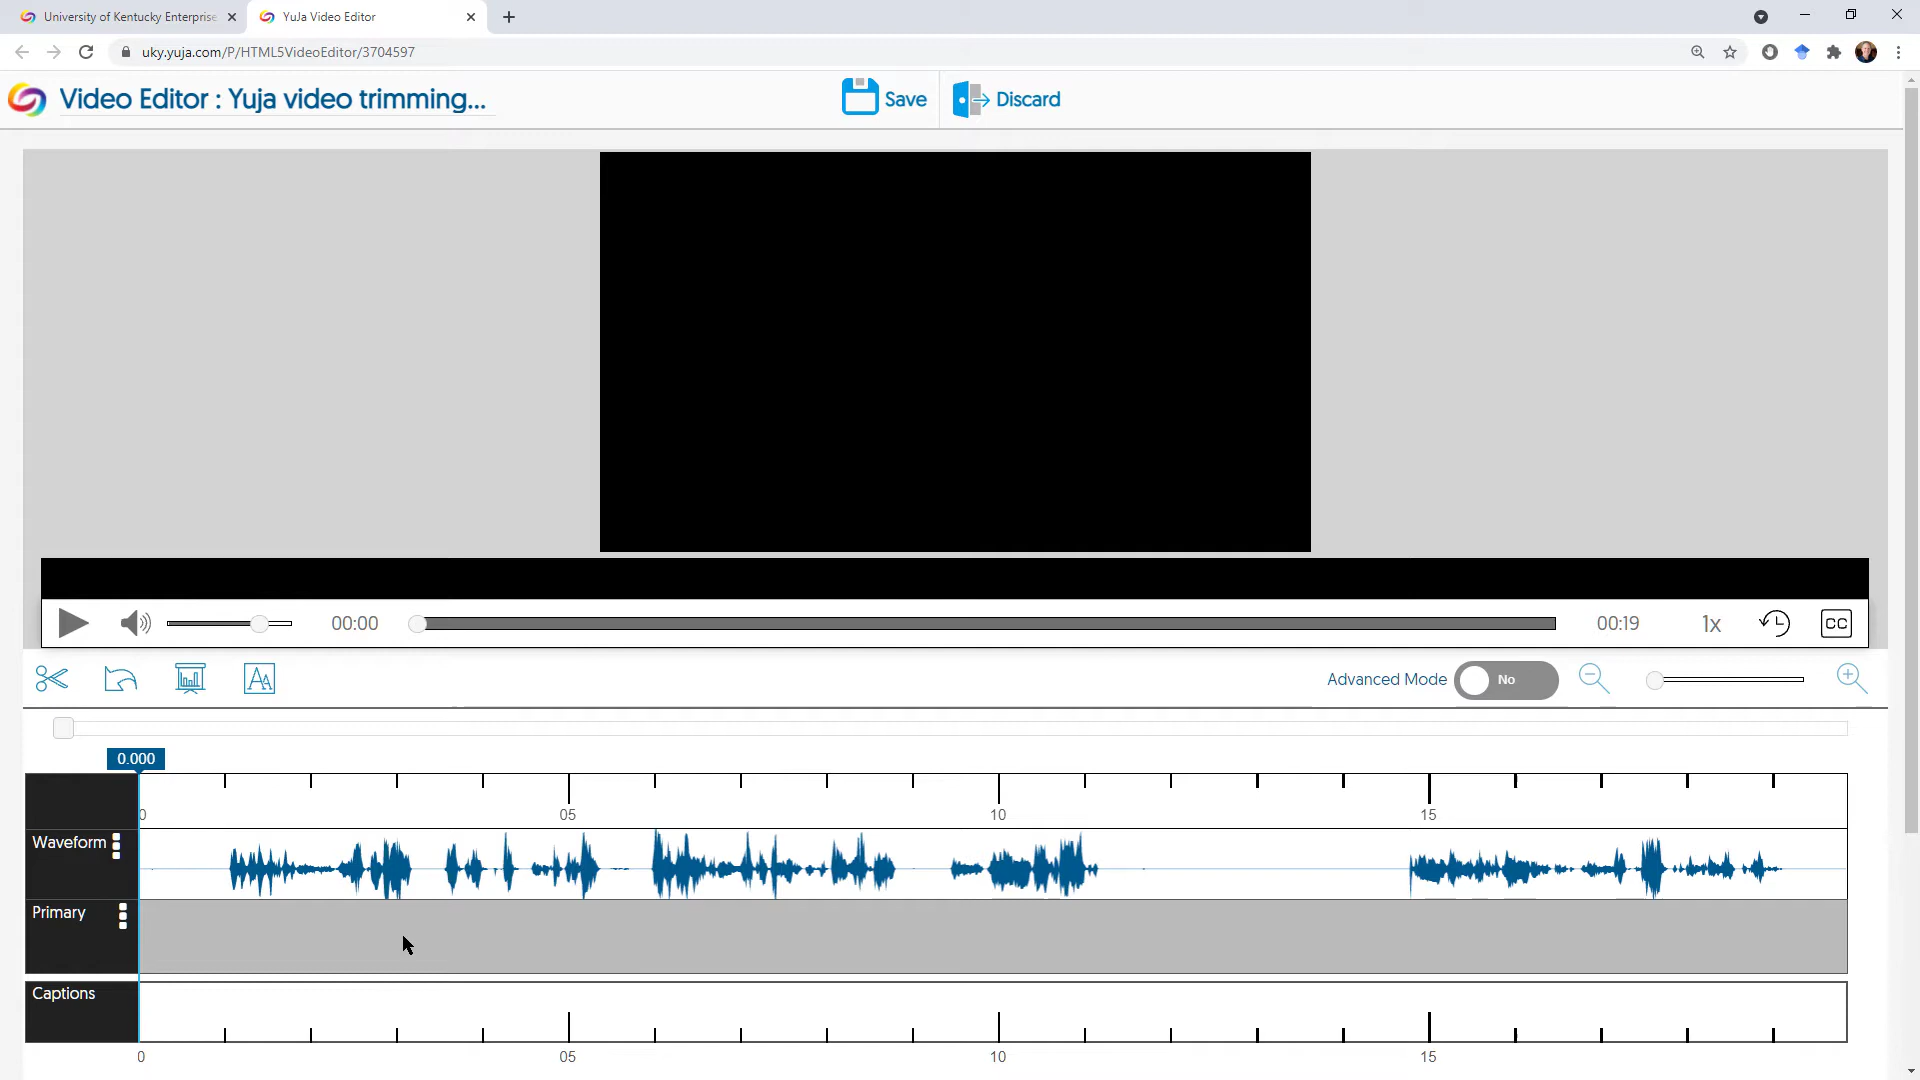 University of Kentucky Enterprise
YuJa Video Editor
uky.yuja.com/P/HTML5VideoEditor/3704597
Video Editor : Yuja video trimming...
Save
Discard
00:00
00:19
1x
CC
AA
Advanced Mode
No
0.000
0
05
10
15
Waveform
Primary
Captions
0
05
10
15